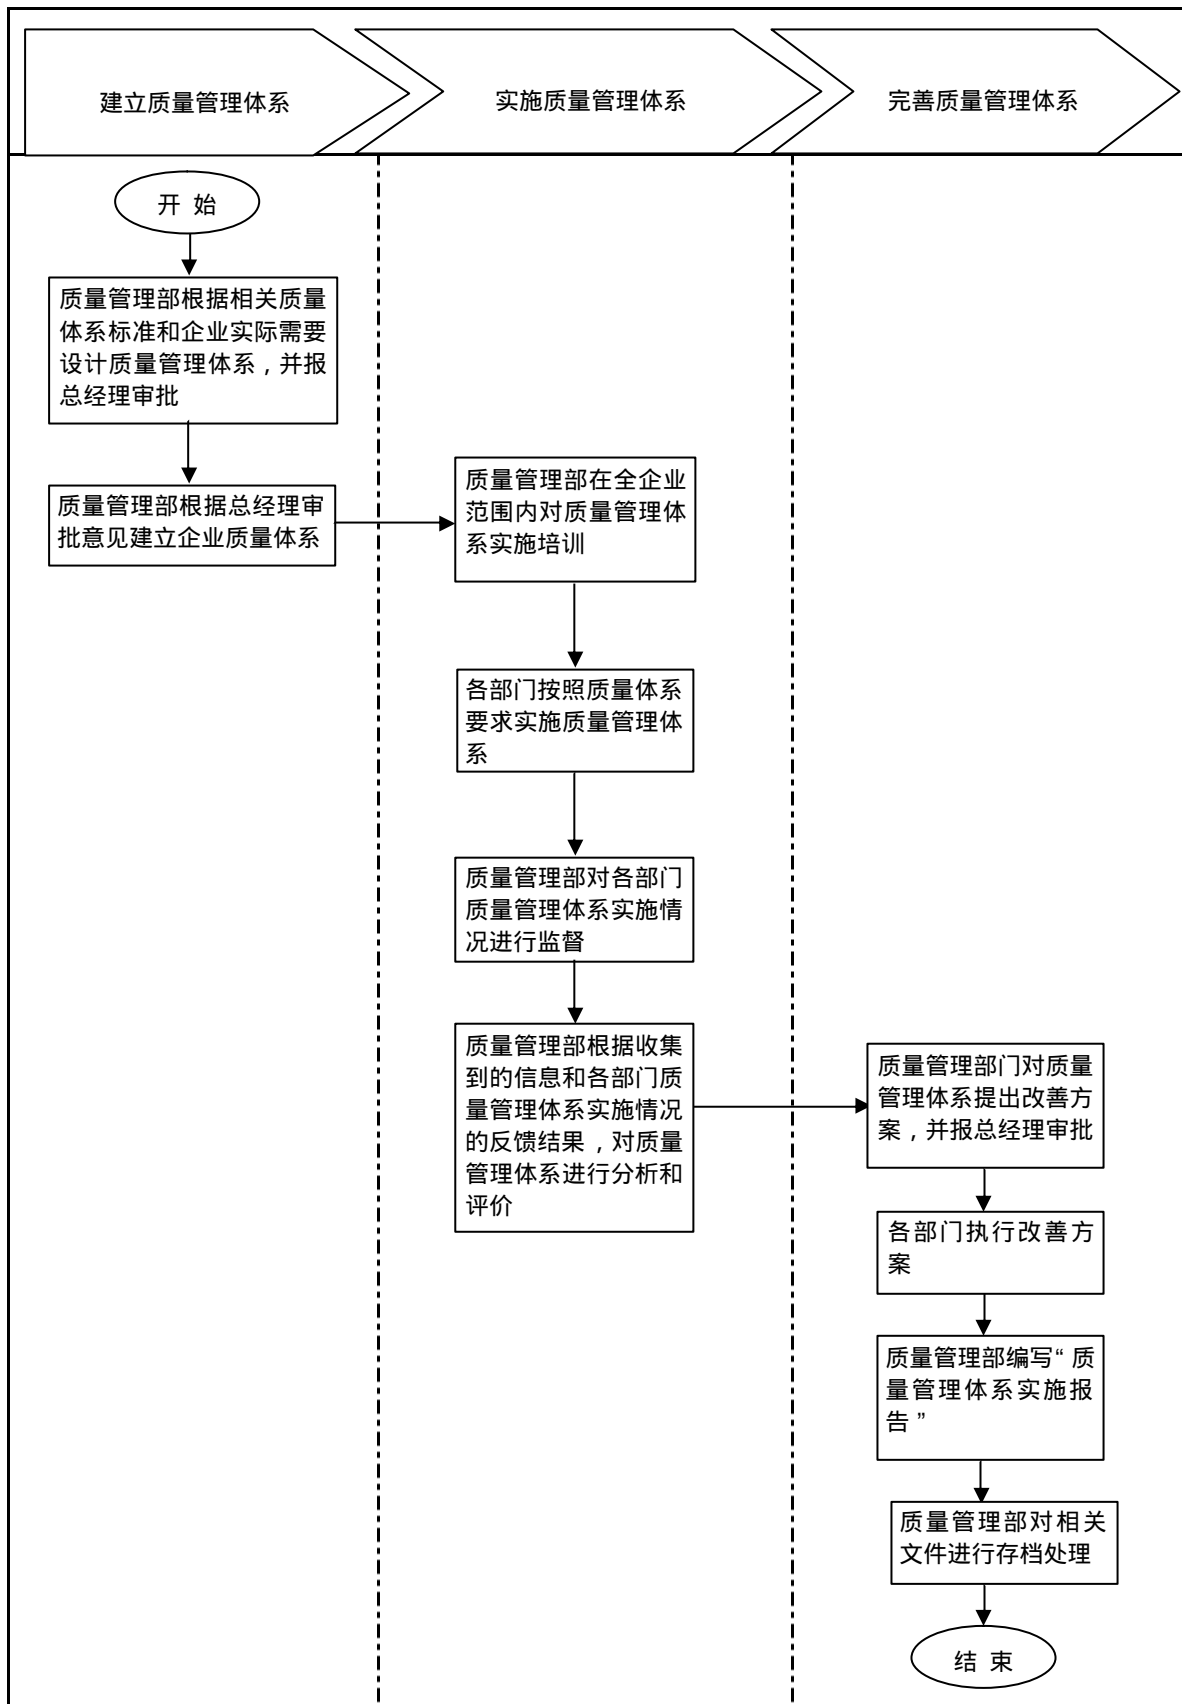 建立质量管理体系
实施质量管理体系
完善质量管理体系
开 始
质量管理部根据相关质量
体系标准和企业实际需要
设计质量管理体系，并报
总经理审批
质量管理部根据总经理审
批意见建立企业质量体系
质量管理部在全企业
范围内对质量管理体
系实施培训
各部门按照质量体系
要求实施质量管理体
系
质量管理部对各部门
质量管理体系实施情
况进行监督
质量管理部根据收集
到的信息和各部门质
量管理体系实施情况
的反馈结果，对质量
管理体系进行分析和
评价
质量管理部门对质量
管理体系提出改善方
案，并报总经理审批
各部门执行改善方
案
质量管理部编写“质
量管理体系实施报
告”
质量管理部对相关
文件进行存档处理
结 束